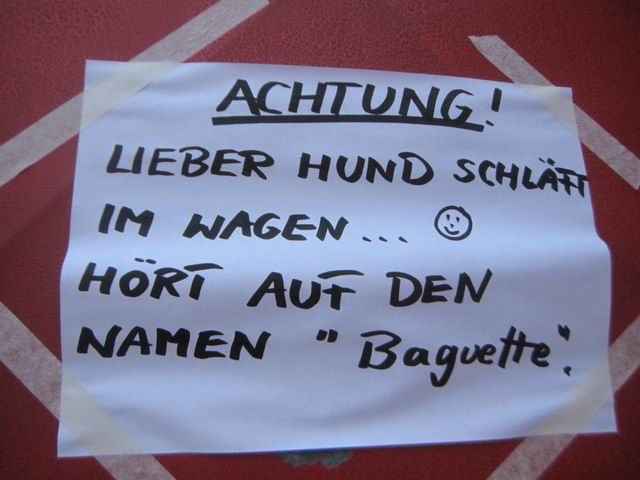 ACHTUNG!
LIEBER HUND SCHLÄFT
IM WAGEN...
HÖRT AUF DEN
NAMEN "Baguette".